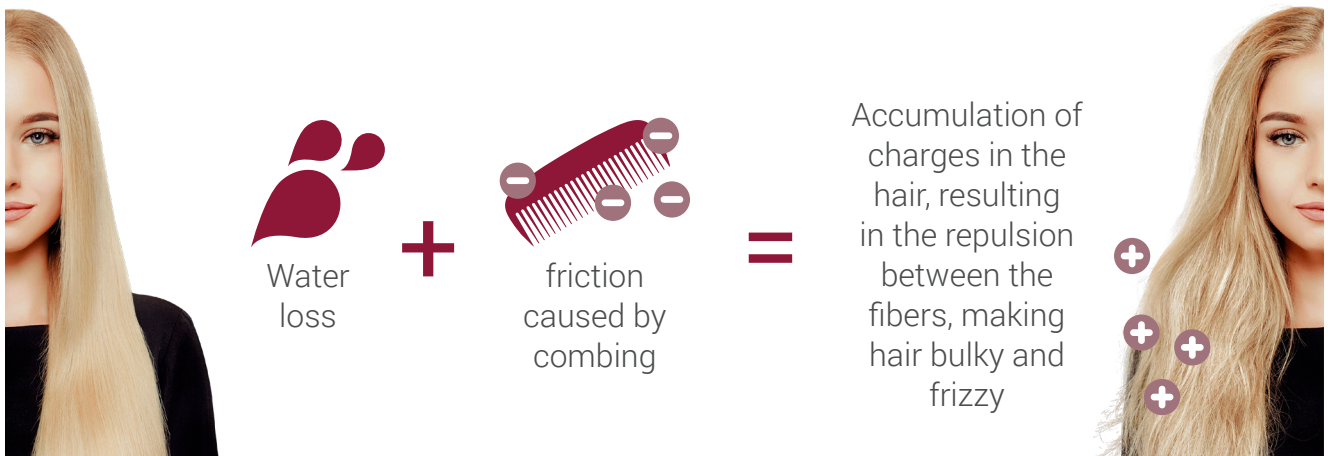 Water
loss
+
friction
caused by
combing
=
Accumulation of
charges in the
hair, resulting
in the repulsion
between the
fibers, making
hair bulky and
frizzy